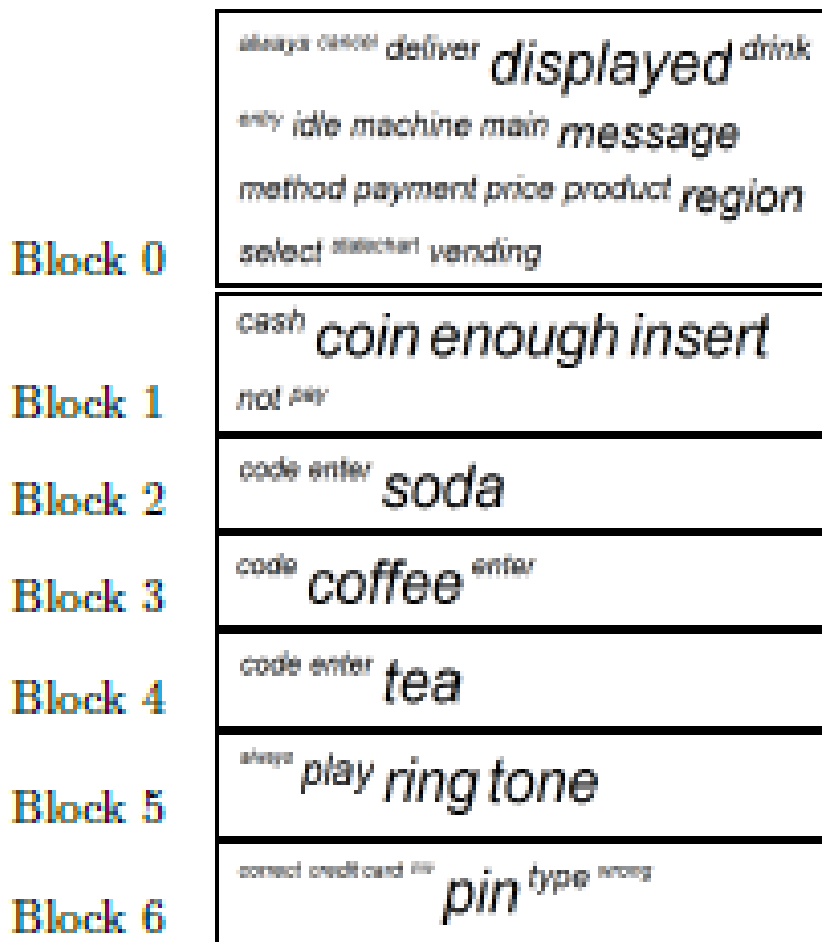 always cancel deliver displayed drink
entry idle machine main message
method payment price product region
Block 0 select statechart vending
cash coin enough insert
Block 1 not pay
Block 2 code enter soda
Block 3 code coffee enter
Block 4 code enter tea
Block 5 always play ring tone
Block 6 correct credit card pin type wrong